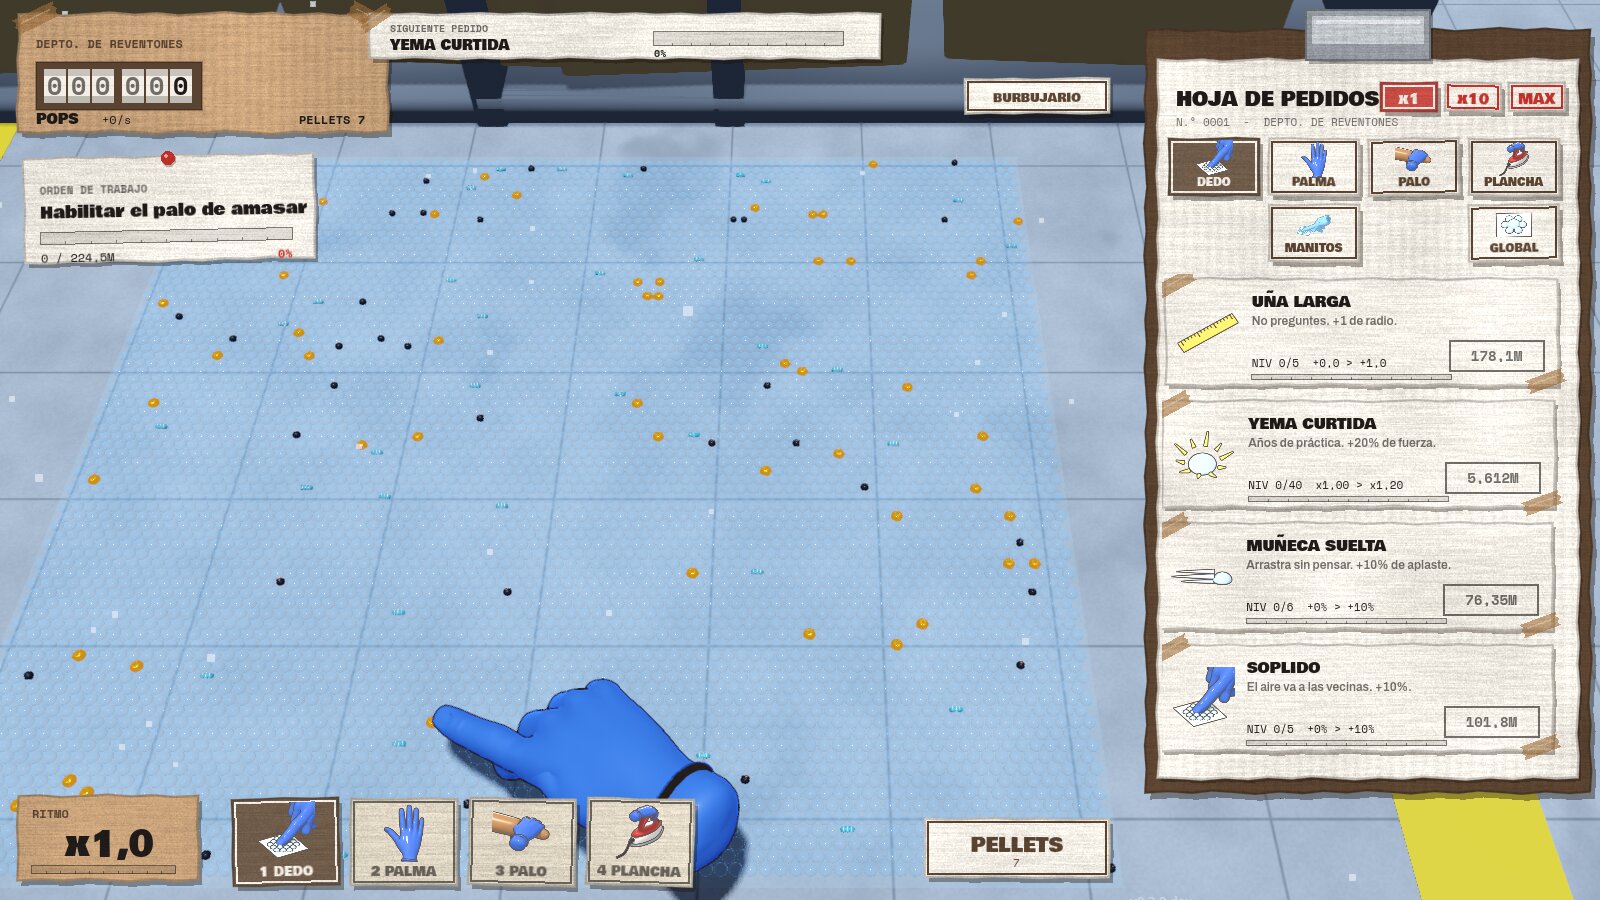 DEPTO. DE REVENTONES
000 000
POPS +0/s PELLETS 7
SIGUIENTE PEDIDO
YEMA CURTIDA
0%
BURBUJARIO
ORDEN DE TRABAJO
Habilitar el palo de amasar
0 / 224,5M 0%
HOJA DE PEDIDOS x1 x10 MAX
N.° 0001 - DEPTO. DE REVENTONES
DEDO PALMA PALO PLANCHA
MANITOS GLOBAL
UÑA LARGA
No preguntes. +1 de radio.
NIV 0/5 +0,0 > +1,0 178,1M
YEMA CURTIDA
Años de práctica. +20% de fuerza.
NIV 0/40 x1,00 > x1,20 5,612M
MUÑECA SUELTA
Arrastra sin pensar. +10% de aplaste.
NIV 0/6 +0% > +10% 76,35M
SOPLIDO
El aire va a las vecinas. +10%.
NIV 0/5 +0% > +10% 101,8M
RITMO
x1,0
1 DEDO 2 PALMA 3 PALO 4 PLANCHA
PELLETS
7